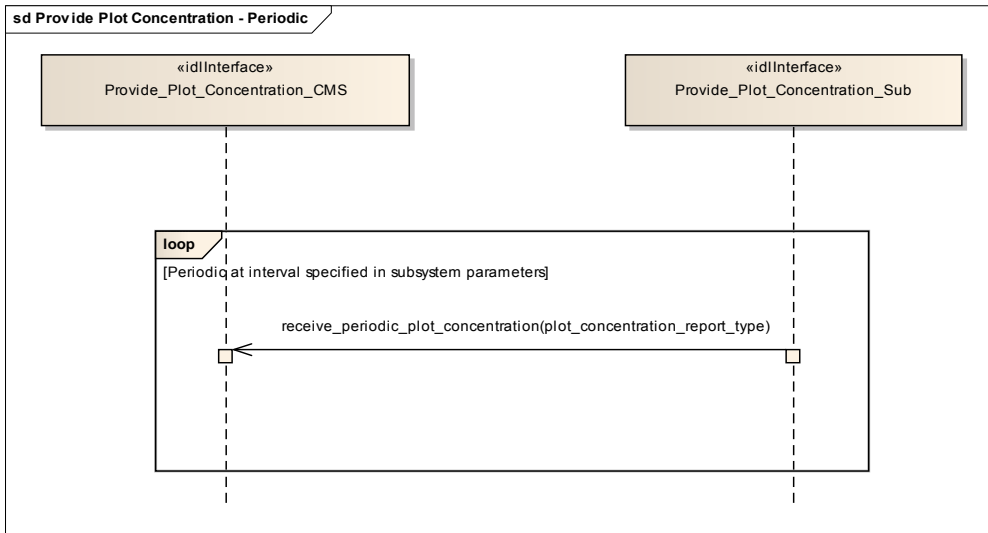 sd Provide Plot Concentration - Periodic
«idlInterface»
Provide_Plot_Concentration_CMS
«idlInterface»
Provide_Plot_Concentration_Sub
loop
[Periodic at interval specified in subsystem parameters]
receive_periodic_plot_concentration(plot_concentration_report_type)